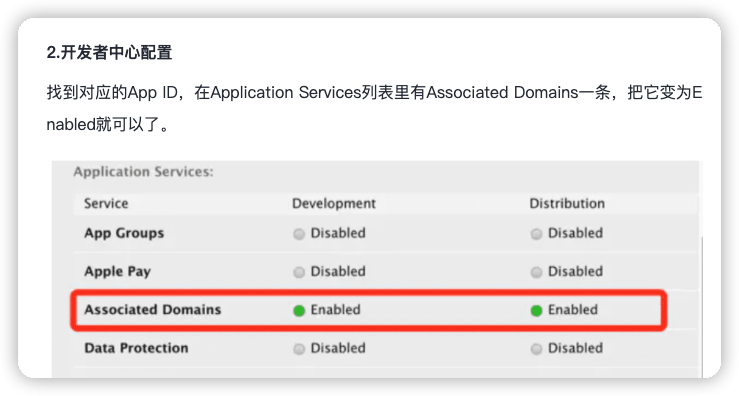 2.开发者中心配置
找到对应的App ID，在Application Services列表里有Associated Domains一条，把它变为E
nabled就可以了。
Application Services:
Service Development Distribution
App Groups Disabled Disabled
Apple Pay Disabled Disabled
Associated Domains Enabled Enabled
Data Protection Disabled Disabled